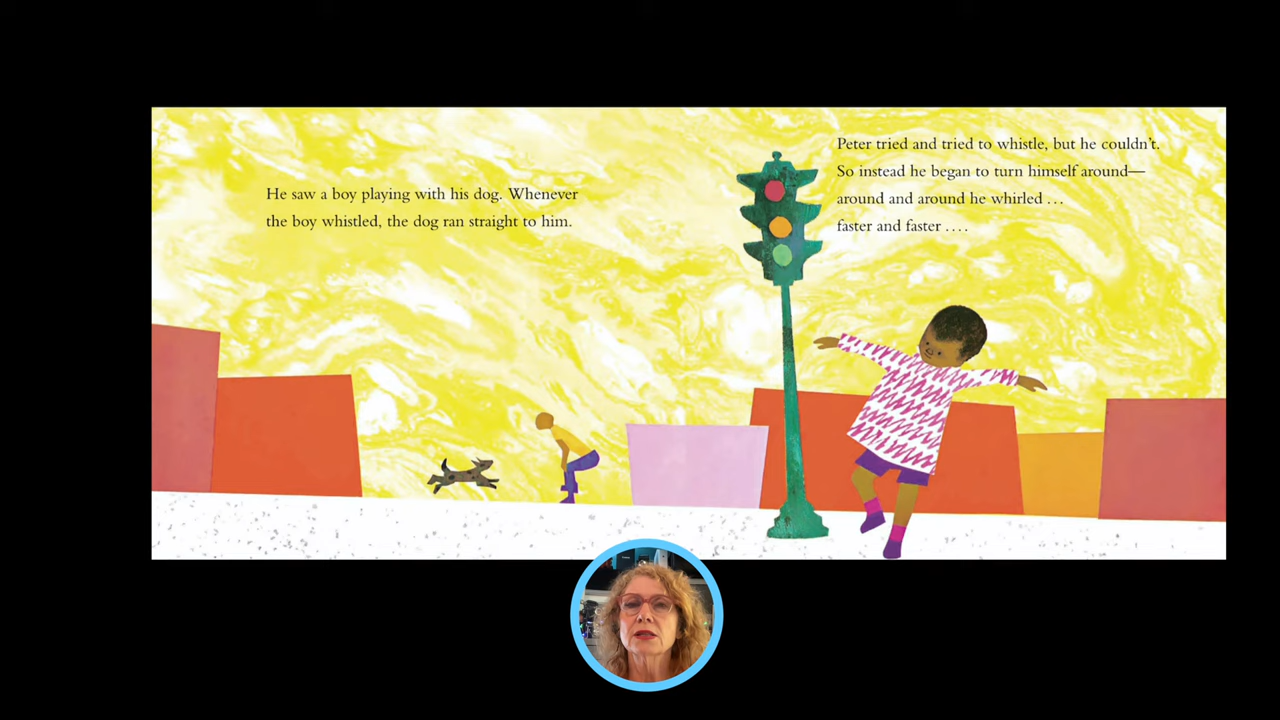 He saw a boy playing with his dog. Whenever
the boy whistled, the dog ran straight to him.
Peter tried and tried to whistle, but he couldn’t.
So instead he began to turn himself around—
around and around he whirled . . .
faster and faster . . . .